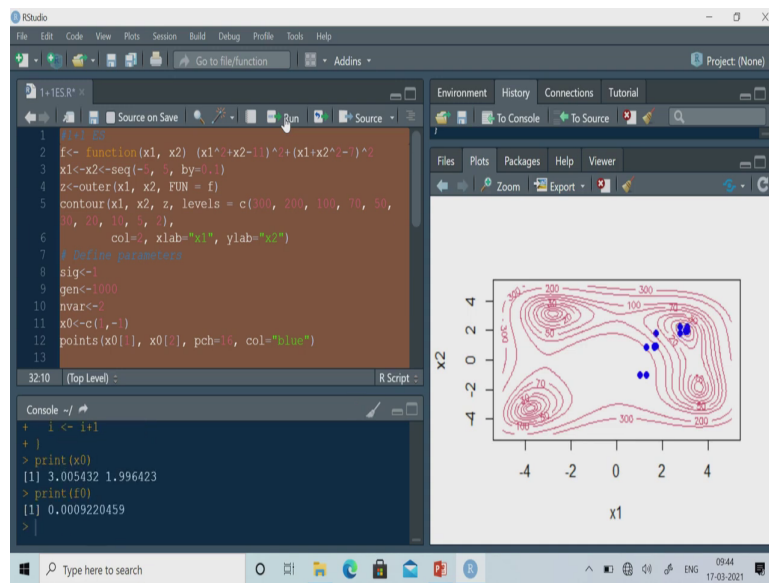 RStudio
File Edit Code View Plots Session Build Debug Profile Tools Help
Go to file/function
Addins
Project: (None)
1+1ES.R* ×
Source on Save
Run
Source
1 #1+1 ES
2 f<- function(x1, x2) (x1^2+x2-11)^2+(x1+x2^2-7)^2
3 x1<-x2<-seq(-5, 5, by=0.1)
4 z<-outer(x1, x2, FUN = f)
5 contour(x1, x2, z, levels = c(300, 200, 100, 70, 50,
30, 20, 10, 5, 2),
6 col=2, xlab="x1", ylab="x2")
7 # Define parameters
8 sig<-1
9 gen<-1000
10 nvar<-2
11 x0<-c(1,-1)
12 points(x0[1], x0[2], pch=16, col="blue")
13
32:10 (Top Level)
R Script
Console ~/
+ i <- i+1
+ }
> print(x0)
[1] 3.005432 1.996423
> print(f0)
[1] 0.0009220459
>
Environment History Connections Tutorial
To Console To Source
Files Plots Packages Help Viewer
Zoom Export
300 200 300
100 70
300 50
70
50
100 300 200
4
2
0
-2
-4
x2
-4 -2 0 2 4
x1
Type here to search
ENG
09:44
17-03-2021